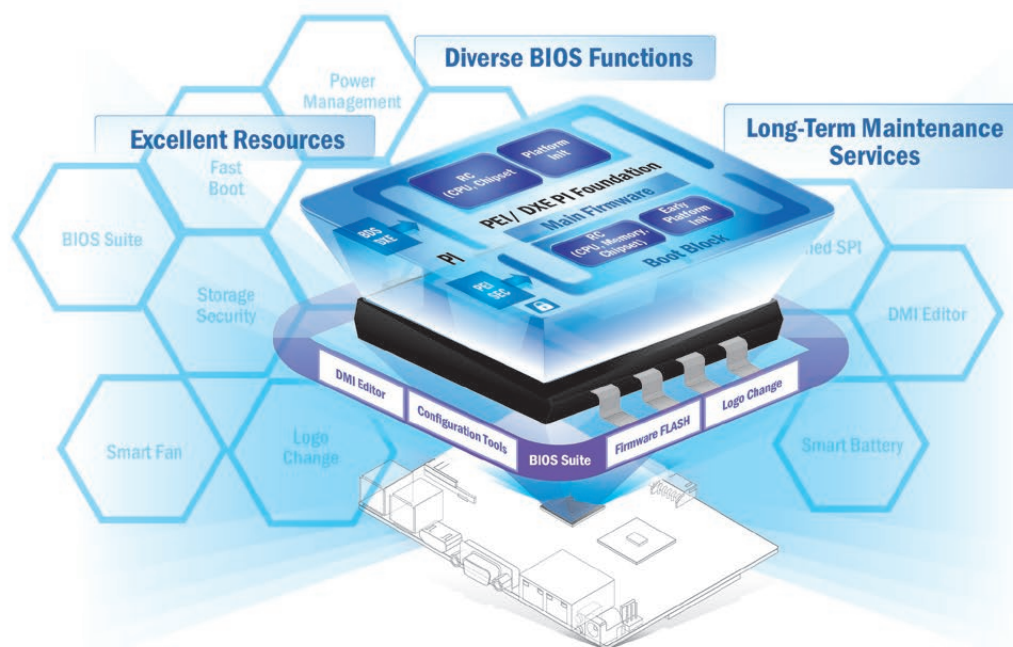 Diverse BIOS Functions
Power
Management
Excellent Resources
Long-Term Maintenance
Services
Fast
Boot
BIOS Suite
Storage
Security
Smart Fan
Logo
Change
SPI
DMI Editor
Smart Battery
RC
(CPU, Chipset
Platform
Init
PEI/ DXE PI Foundation
Main Firmware
BDS
DXE
PI
RC
(CPU, Memory,
Chipset)
Early
Platform
Init
Boot Block
PEI
SEC
DMI Editor
Configuration Tools
BIOS Suite
Firmware FLASH
Logo Change